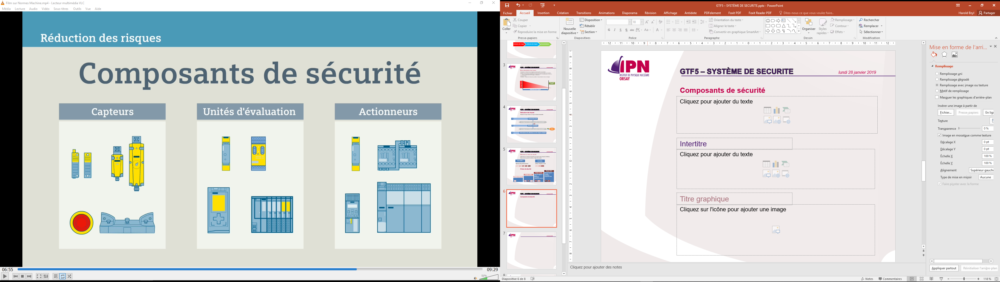 Film sur Normes Machine.mp4 - Lecteur multimédia VLC
Média Lecture Audio Vidéo Sous-titres Outils Vue Aide
Réduction des risques
Composants de sécurité
Capteurs
Unités d'évaluation
Actionneurs
06:55
09:29
51%
GTF5 – SYSTÈME DE SECURITE.pptx - PowerPoint
Fichier Accueil Insertion Création Transitions Animations Diaporama Révision Affichage Antidote PDFelement Foxit PDF Foxit Reader PDF Dites-nous ce que vous voulez faire..
Harold Bzyl Partager
Coller
Couper
Copier
Reproduire la mise en forme
Presse-papiers
Nouvelle diapositive
Disposition
Rétablir
Section
Diapositives
18
G I S S abc AV Aa A
Police
Orientation du texte
Aligner le texte
Convertir en graphique SmartArt
Paragraphe
Organiser
Styles rapides
Remplissage
Contour
Effets
Dessin
Rechercher
Remplacer
Sélectionner
Modification
3
4
5
6
7
8
IPN
INSTITUT DE PHYSIQUE NUCLÉAIRE
ORSAY
GTF5 – SYSTÈME DE SECURITE
lundi 28 janvier 2019
Composants de sécurité
Cliquez pour ajouter du texte
Intertitre
Cliquez pour ajouter du texte
Titre graphique
Cliquez sur l'icône pour ajouter une image
Cliquez pour ajouter des notes
Mise en forme de l'arri...
Remplissage
Remplissage uni
Remplissage dégradé
Remplissage avec image ou texture
Motif de remplissage
Masquer les graphiques d'arrière-plan
Insérer une image à partir de
Fichier... Presse-papiers En lig
Texture
Transparence 0 %
Image en mosaïque comme texture
Décalage X 0 pt
Décalage Y 0 pt
Échelle X 100 %
Échelle Y 100 %
Alignement Supérieur gauch
Type de mise en miroir Aucune
Faire pivoter avec la forme
Appliquer partout Réinitialiser l'arrière-plan
Diapositive 6 de 8
Notes Commentaires
118 %